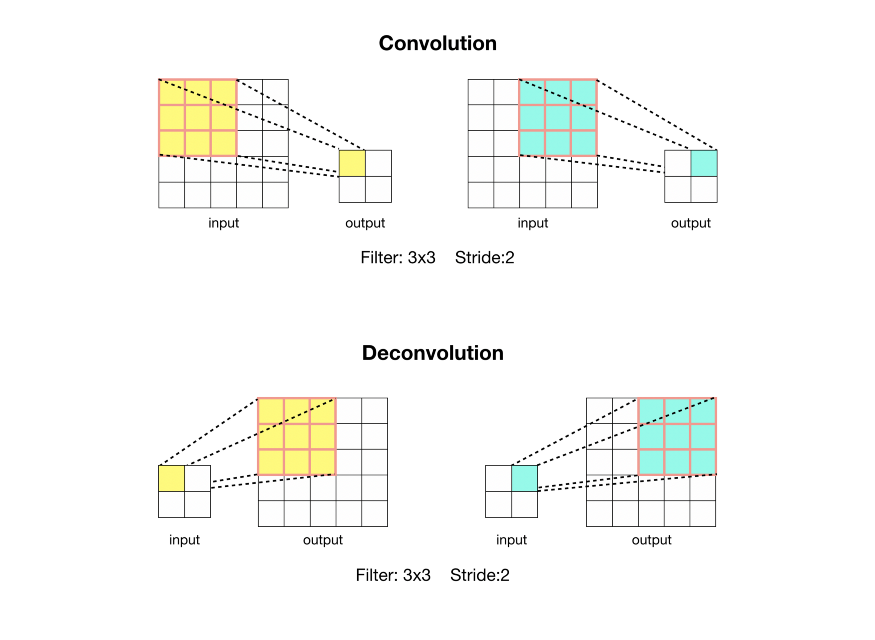 Convolution
input
output
input
output
Filter: 3x3 Stride:2
Deconvolution
input
output
input
output
Filter: 3x3 Stride:2